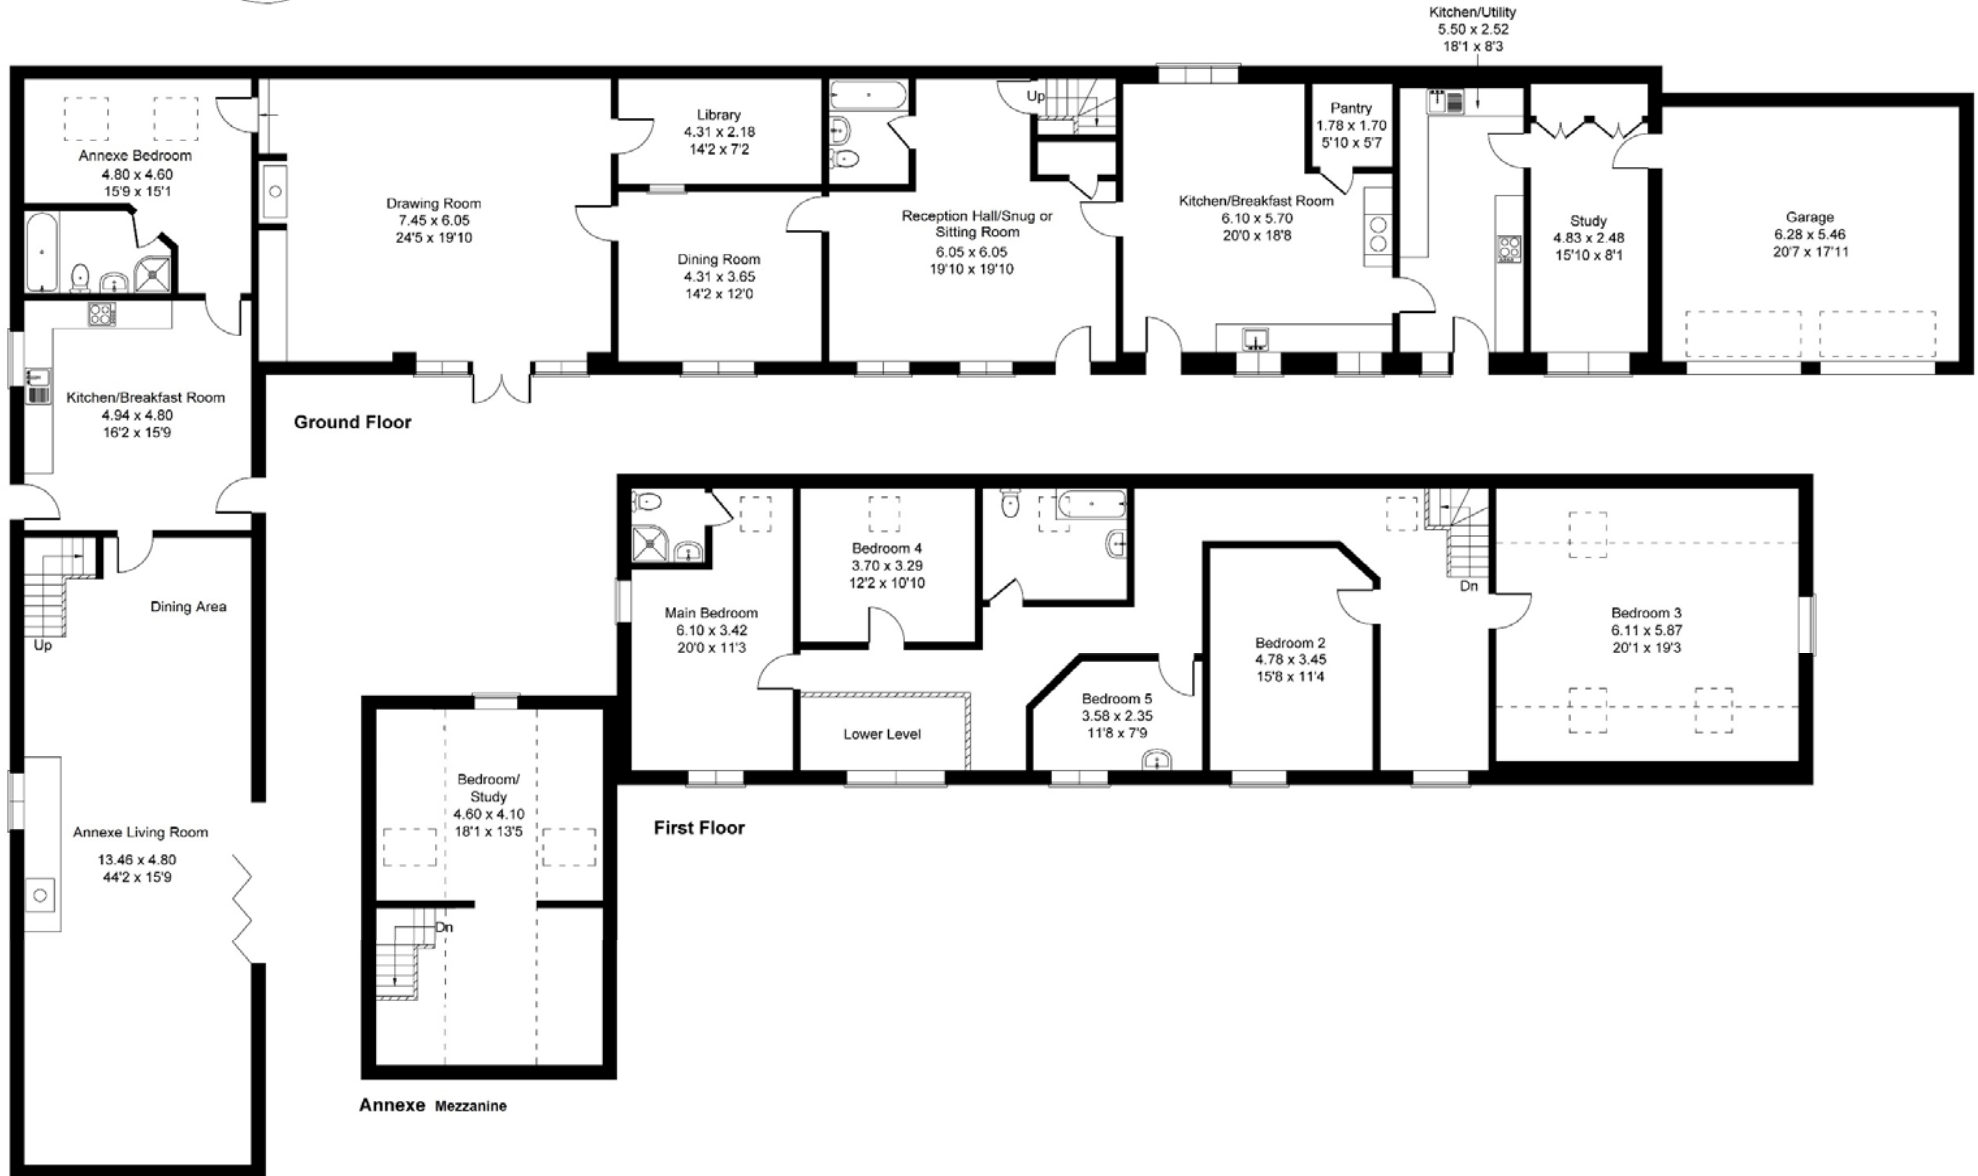 Kitchen/Utility
5.50 x 2.52
18'1 x 8'3
Annexe Bedroom
4.80 x 4.60
15'9 x 15'1
Drawing Room
7.45 x 6.05
24'5 x 19'10
Library
4.31 x 2.18
14'2 x 7'2
Dining Room
4.31 x 3.65
14'2 x 12'0
Reception Hall/Snug or
Sitting Room
6.05 x 6.05
19'10 x 19'10
Up
Kitchen/Breakfast Room
6.10 x 5.70
20'0 x 18'8
Pantry
1.78 x 1.70
5'10 x 5'7
Study
4.83 x 2.48
15'10 x 8'1
Garage
6.28 x 5.46
20'7 x 17'11
Kitchen/Breakfast Room
4.94 x 4.80
16'2 x 15'9
Ground Floor
Dining Area
Up
Annexe Living Room
13.46 x 4.80
44'2 x 15'9
Main Bedroom
6.10 x 3.42
20'0 x 11'3
Bedroom 4
3.70 x 3.29
12'2 x 10'10
Lower Level
Bedroom 5
3.58 x 2.35
11'8 x 7'9
Bedroom 2
4.78 x 3.45
15'8 x 11'4
Dn
Bedroom 3
6.11 x 5.87
20'1 x 19'3
First Floor
Bedroom/
Study
4.60 x 4.10
18'1 x 13'5
Dn
Annexe Mezzanine